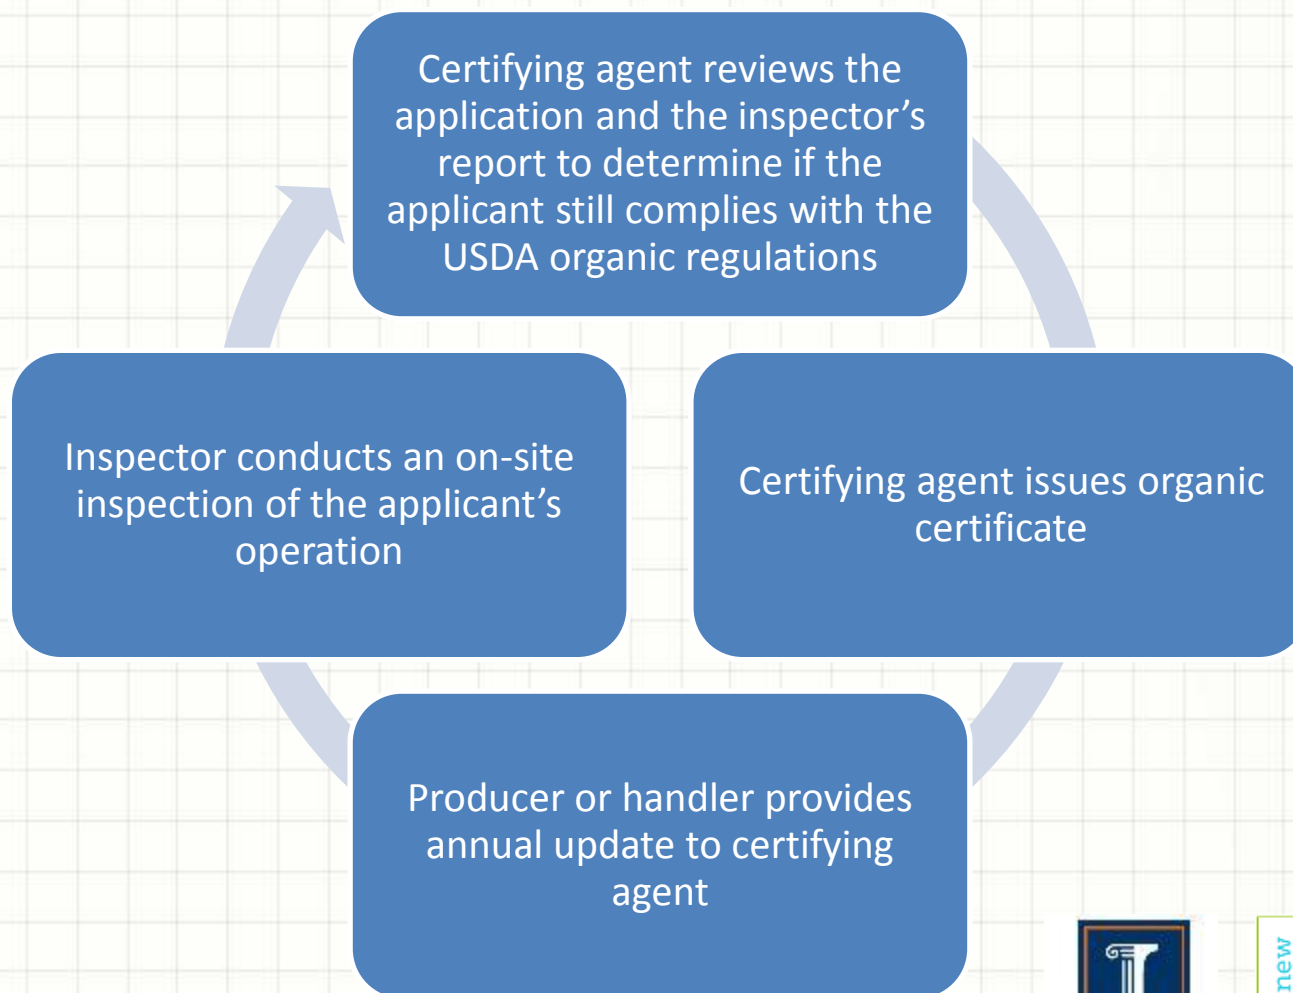 Certifying agent reviews the
application and the inspector’s
report to determine if the
applicant still complies with the
USDA organic regulations
Inspector conducts an on-site
inspection of the applicant’s
operation
Certifying agent issues organic
certificate
Producer or handler provides
annual update to certifying
agent
new